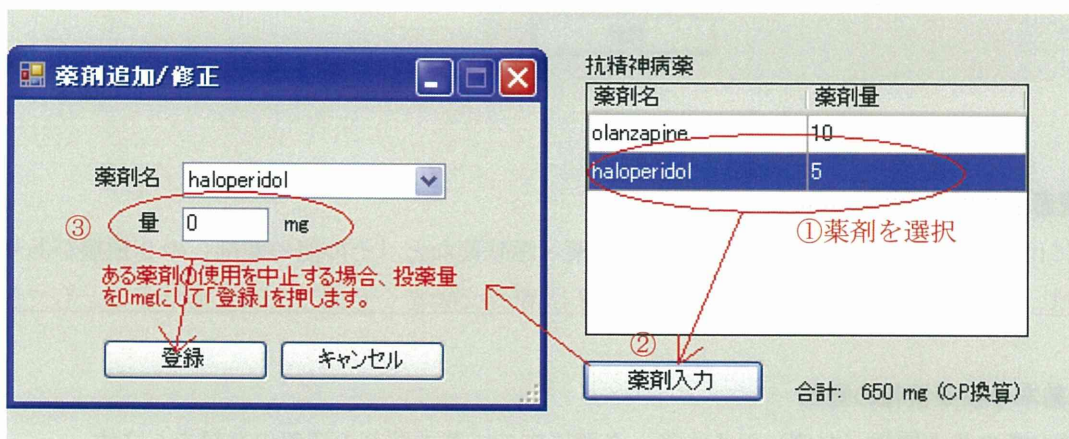 薬剤追加/修正
薬剤名 haloperidol
③ 量 0 mg
ある薬剤の使用を中止する場合、投薬量
を0mgにして「登録」を押します。
登録 キャンセル
抗精神病薬
薬剤名 薬剤量
olanzapine 10
haloperidol 5
①薬剤を選択
②
薬剤入力
合計: 650 mg (CP換算)